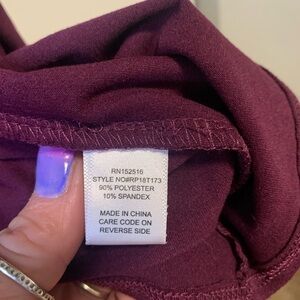 RN152516
STYLE NO#RP18T173
90% POLYESTER
10% SPANDEX
MADE IN CHINA
CARE CODE ON
REVERSE SIDE